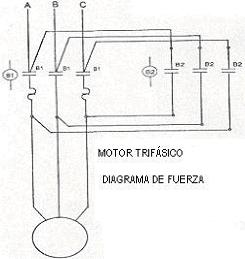 A B C
B1 B1 B1 B1 B2 B2 B2 B2
MOTOR TRIFÁSICO
DIAGRAMA DE FUERZA